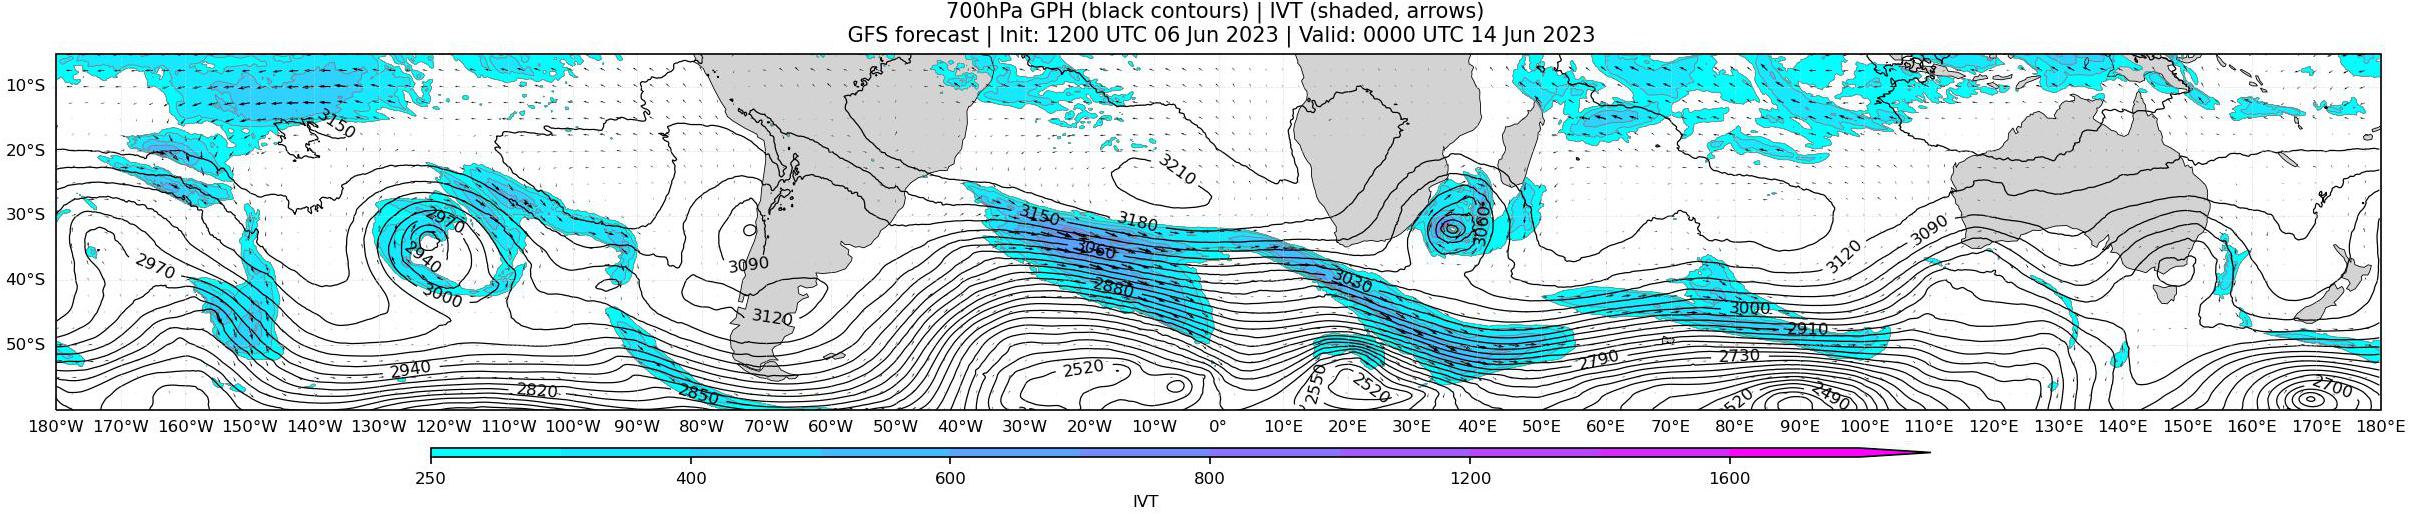 700hPa GPH (black contours) | IVT (shaded, arrows)
GFS forecast | Init: 1200 UTC 06 Jun 2023 | Valid: 0000 UTC 14 Jun 2023
10°S
20°S
30°S
40°S
50°S
3150
2970
2970
2940
3000
2940
2820
2850
3090
3120
3150
3180
3210
3060
2880
3030
2520
2550
2520
3060
3000
2910
2790
2730
2490
3120
3090
2700
180°W 170°W 160°W 150°W 140°W 130°W 120°W 110°W 100°W 90°W 80°W 70°W 60°W 50°W 40°W 30°W 20°W 10°W 0° 10°E 20°E 30°E 40°E 50°E 60°E 70°E 80°E 90°E 100°E 110°E 120°E 130°E 140°E 150°E 160°E 170°E 180°E
250 400 600 800 1200 1600
IVT